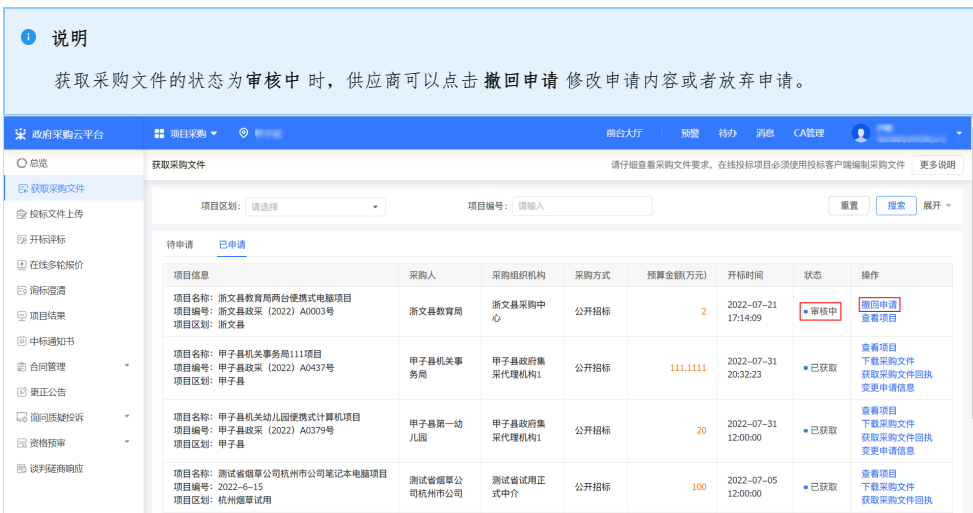 说明
获取采购文件的状态为审核中 时，供应商可以点击 撤回申请 修改申请内容或者放弃申请。
政府采购云平台 项目采购 前台大厅 预警 待办 消息 CA管理
总览
获取采购文件
投标文件上传
开标评标
在线多轮报价
询标澄清
项目结果
中标通知书
合同管理
更正公告
询问质疑投诉
资格预审
谈判磋商响应
获取采购文件 请仔细查看采购文件要求，在线投标项目必须使用投标客户端编制采购文件 更多说明
项目区划： 请选择 项目编号： 请输入 重置 搜索 展开
待申请 已申请
项目信息 采购人 采购组织机构 采购方式 预算金额(万元) 开标时间 状态 操作
项目名称：浙文县教育局两台便携式电脑项目
项目编号：浙文县政采（2022）A0003号
项目区划：浙文县
浙文县教育局
浙文县采购中
心
公开招标
2
2022-07-21
17:14:09
审核中
撤回申请
查看项目
项目名称：甲子县机关事务局111项目
项目编号：甲子县政采（2022）A0437号
项目区划：甲子县
甲子县机关事
务局
甲子县政府集
采代理机构1
公开招标
111.1111
2022-07-31
20:32:23
已获取
查看项目
下载采购文件
获取采购文件回执
变更申请信息
项目名称：甲子县机关幼儿园便携式计算机项目
项目编号：甲子县政采（2022）A0379号
项目区划：甲子县
甲子县第一幼
儿园
甲子县政府集
采代理机构1
公开招标
20
2022-07-31
12:00:00
已获取
查看项目
下载采购文件
获取采购文件回执
变更申请信息
项目名称：测试省烟草公司杭州市公司笔记本电脑项目
项目编号：2022-6-15
项目区划：杭州烟草试用
测试省烟草公
司杭州市公司
测试省试用正
式中介
公开招标
100
2022-07-05
12:00:00
已获取
查看项目
下载采购文件
获取采购文件回执